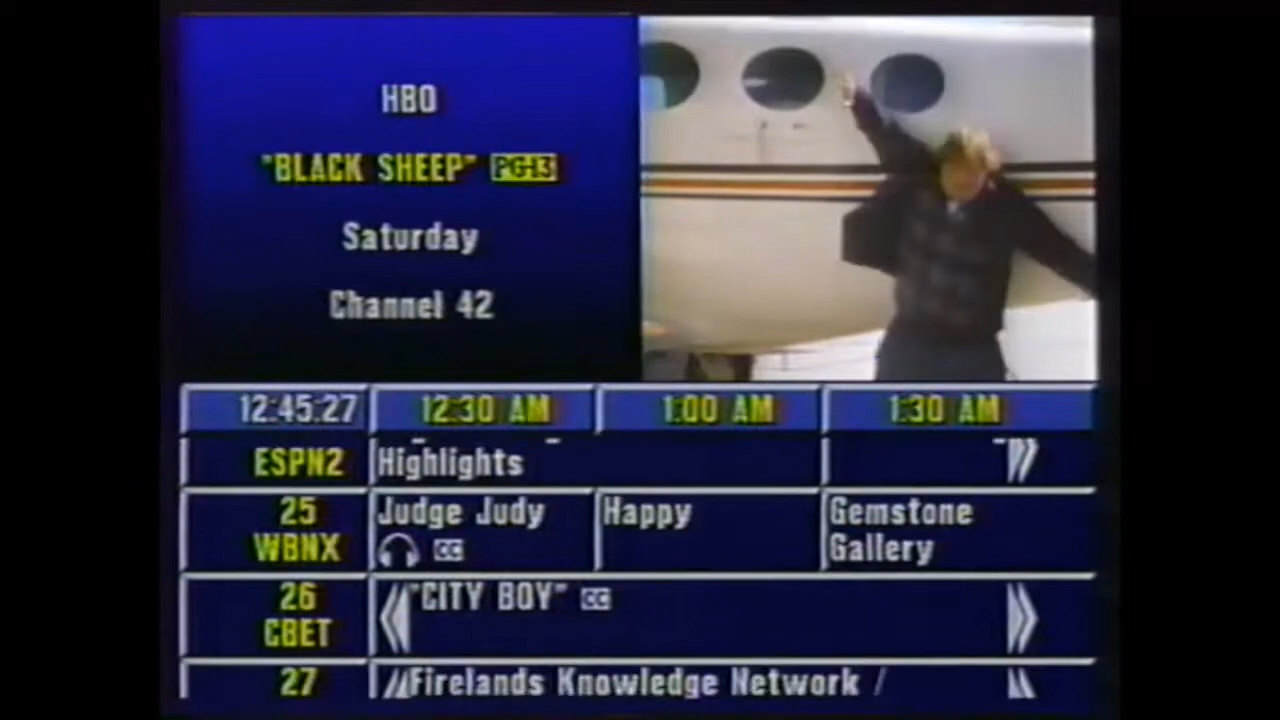 HBO
"BLACK SHEEP" PG-13
Saturday
Channel 42
12:45:27 12:30 AM 1:00 AM 1:30 AM
ESPN2 Highlights
25 Judge Judy Happy Gemstone
WBNX CC Gallery
26 "CITY BOY" CC
CBET
27 Firelands Knowledge Network /